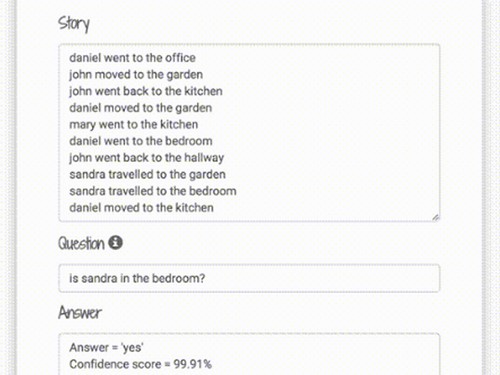 Story
daniel went to the office
john moved to the garden
john went back to the kitchen
daniel moved to the garden
mary went to the kitchen
daniel went to the bedroom
john went back to the hallway
sandra travelled to the garden
sandra travelled to the bedroom
daniel moved to the kitchen
Question
is sandra in the bedroom?
Answer
Answer = 'yes'
Confidence score = 99.91%